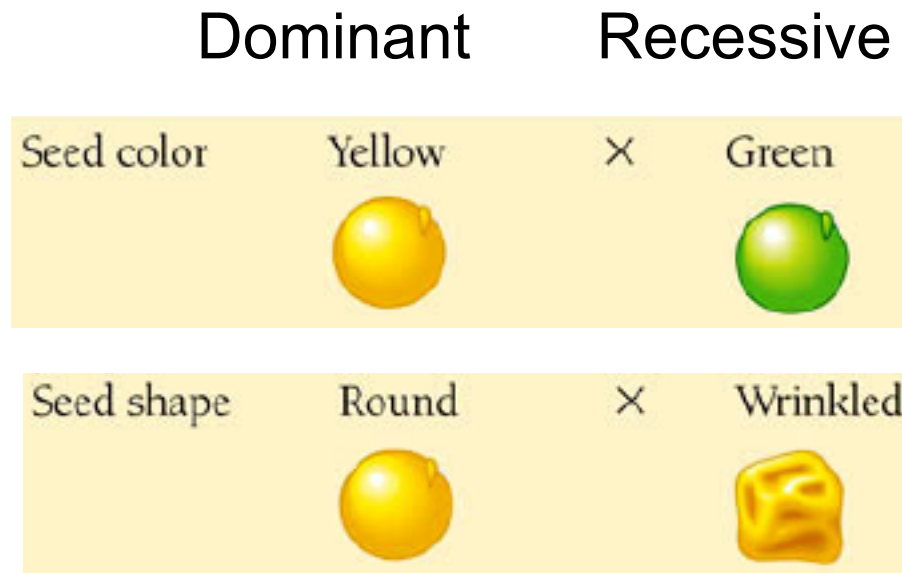 Dominant Recessive
Seed color Yellow × Green
Seed shape Round × Wrinkled